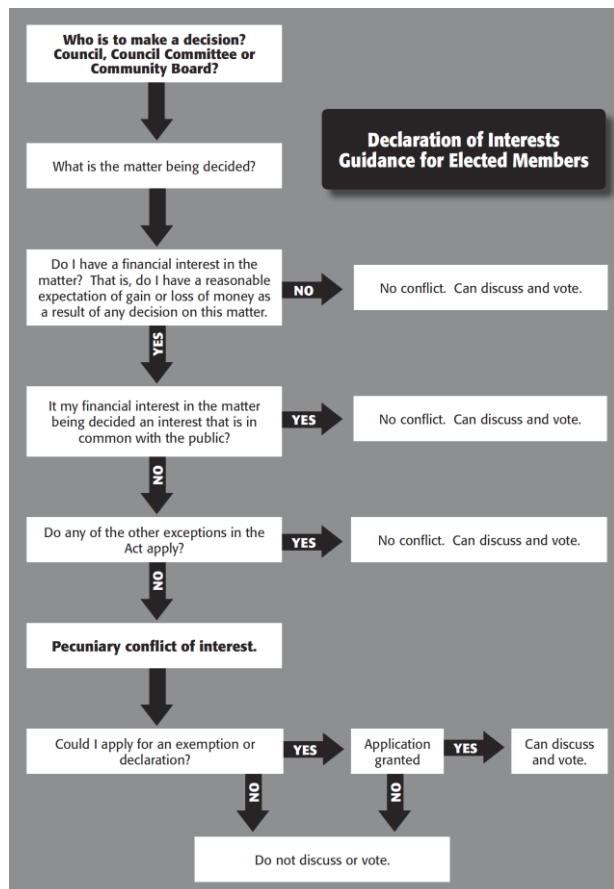 Who is to make a decision?
Council, Council Committee or
Community Board?
Declaration of Interests
Guidance for Elected Members
What is the matter being decided?
Do I have a financial interest in the
matter? That is, do I have a reasonable
expectation of gain or loss of money as
a result of any decision on this matter.
NO
No conflict. Can discuss and vote.
YES
It my financial interest in the matter
being decided an interest that is in
common with the public?
YES
No conflict. Can discuss and vote.
NO
Do any of the other exceptions in the
Act apply?
YES
No conflict. Can discuss and vote.
NO
Pecuniary conflict of interest.
Could I apply for an exemption or
declaration?
YES
Application
granted
YES
Can discuss
and vote.
NO
NO
Do not discuss or vote.